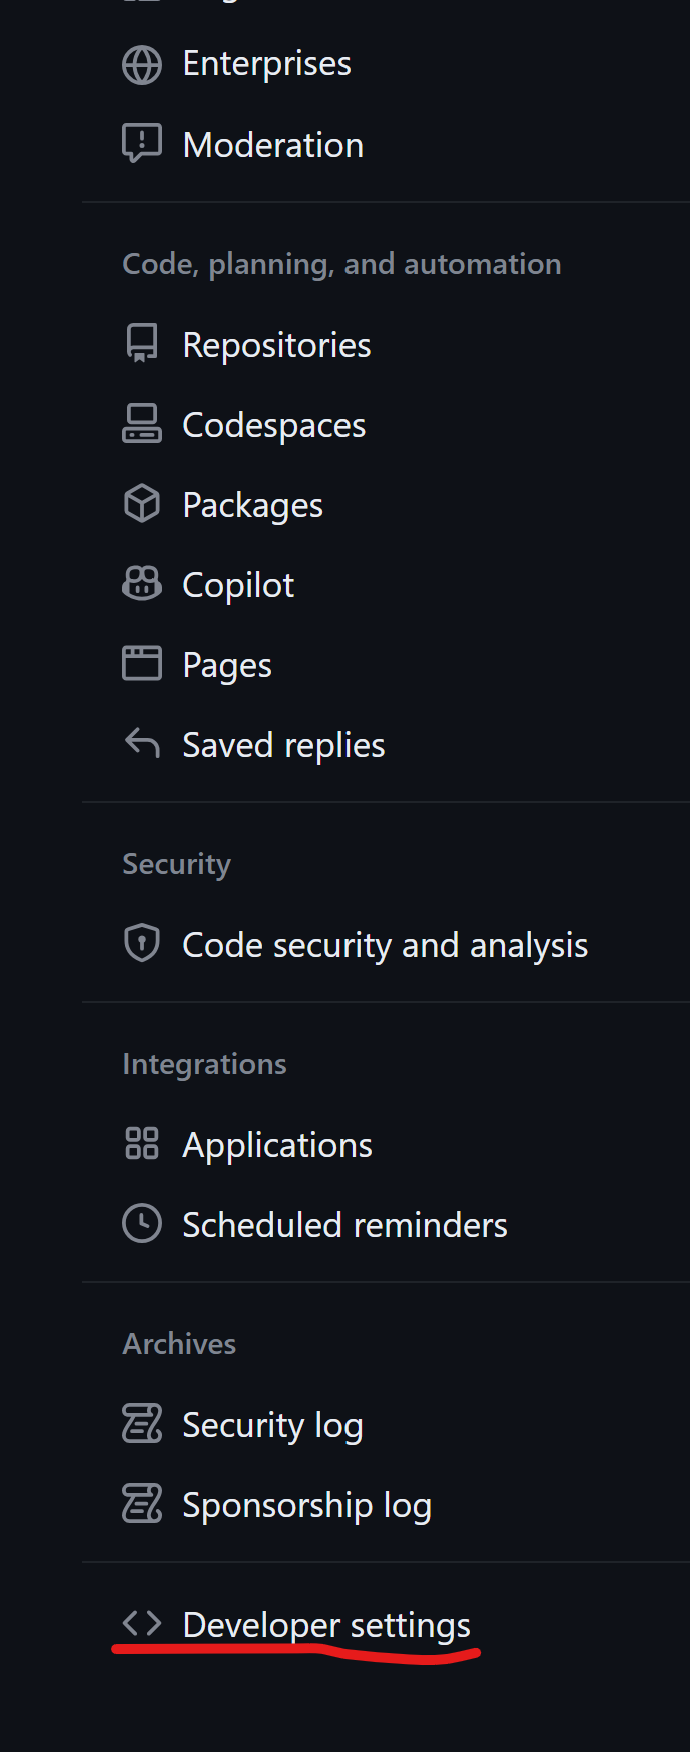 Enterprises
Moderation
Code, planning, and automation
Repositories
Codespaces
Packages
Copilot
Pages
Saved replies
Security
Code security and analysis
Integrations
Applications
Scheduled reminders
Archives
Security log
Sponsorship log
Developer settings